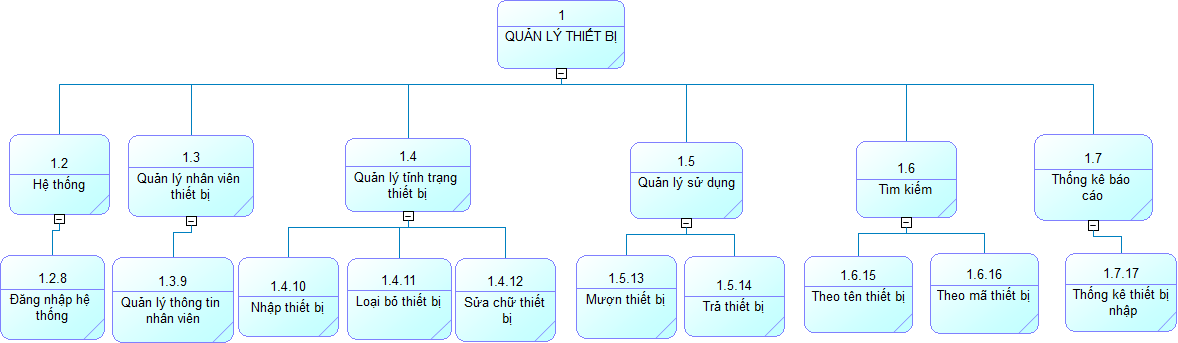 1
QUẢN LÝ THIẾT BỊ
1.2
Hệ thống
1.3
Quản lý nhân viên
thiết bị
1.4
Quản lý tình trạng
thiết bị
1.5
Quản lý sử dụng
1.6
Tìm kiếm
1.7
Thống kê báo
cáo
1.2.8
Đăng nhập hệ
thống
1.3.9
Quản lý thông tin
nhân viên
1.4.10
Nhập thiết bị
1.4.11
Loại bỏ thiết bị
1.4.12
Sửa chữ thiết
bị
1.5.13
Mượn thiết bị
1.5.14
Trả thiết bị
1.6.15
Theo tên thiết bị
1.6.16
Theo mã thiết bị
1.7.17
Thống kê thiết bị
nhập